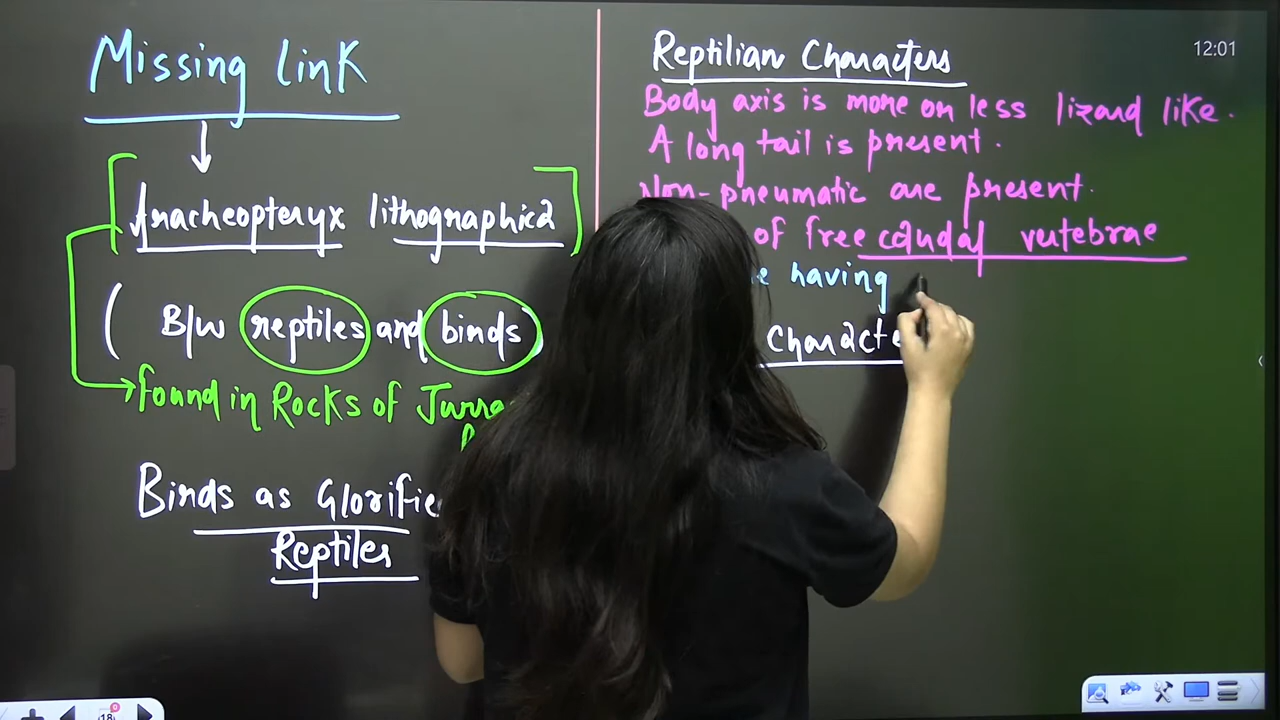 Missing link
Aracheopteryx lithographica
( B/w reptiles and birds
found in Rocks of
Birds as
Reptiles
Reptilian Characters
Body axis is more or less lizard like.
A long tail is present.
Non-pneumatic are present.
of free caudal vertebrae
having
12:01
18